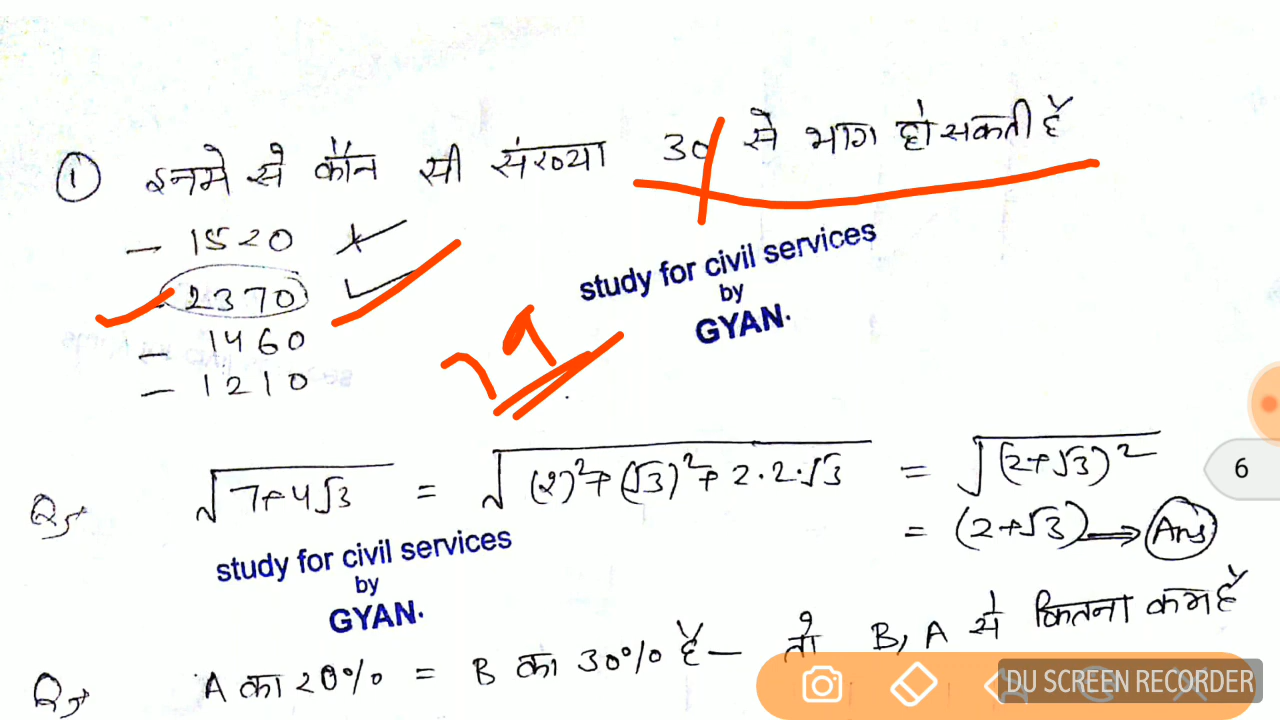 ① इनमे से कौन सी संख्या 30 से भाग हो सकती है
– 1520 ×
- 2370 ✓
– 1460
– 1210
study for civil services
by
GYAN.
29
Q√ √7+4√3 = √(2)²+(√3)²+2·2·√3 = √(2+√3)²
= (2+√3) → Ans
6
study for civil services
by
GYAN.
Q√ A का 20% = B का 30% है – तो B, A से कितना कम है
DU SCREEN RECORDER